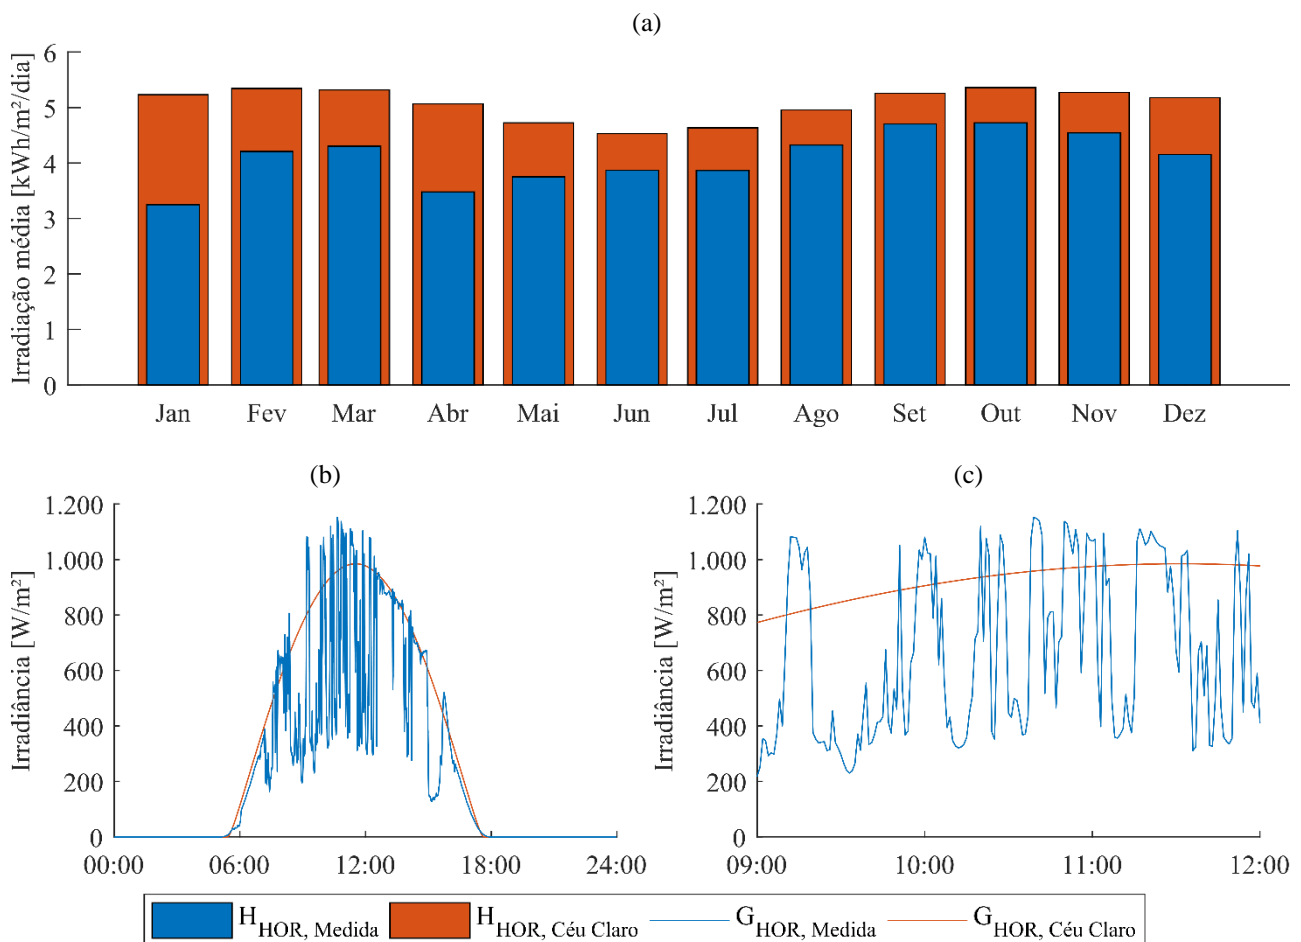 (a)
Irradiação média [kWh/m²/dia]
6
5
4
3
2
1
0
Jan Fev Mar Abr Mai Jun Jul Ago Set Out Nov Dez
(b)
Irradiância [W/m²]
1.200
1.000
800
600
400
200
0
00:00 06:00 12:00 18:00 24:00
(c)
Irradiância [W/m²]
1.200
1.000
800
600
400
200
0
09:00 10:00 11:00 12:00
H HOR, Medida H HOR, Céu Claro G HOR, Medida G HOR, Céu Claro